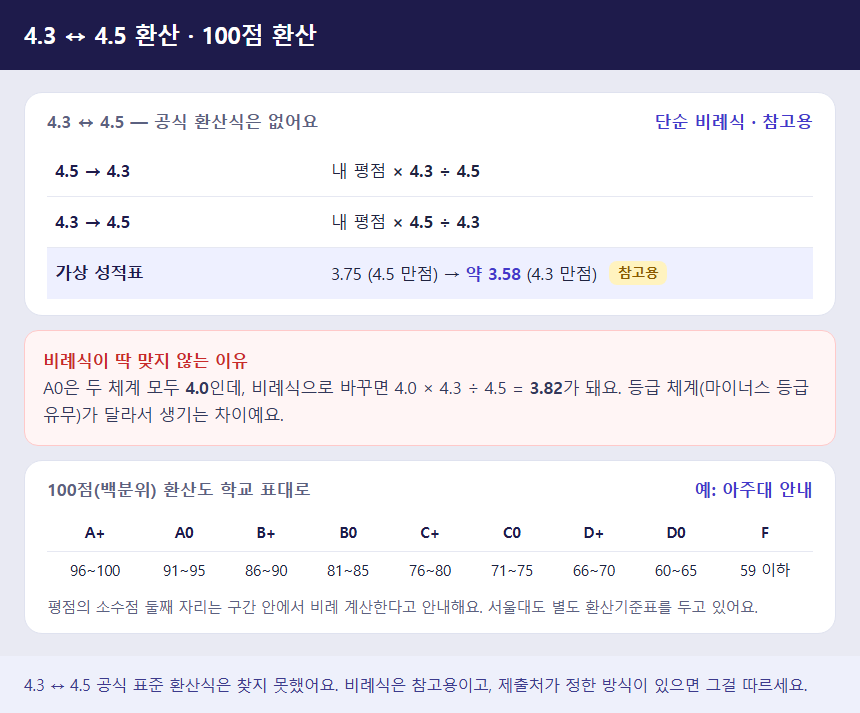 4.3 ↔ 4.5 환산 · 100점 환산
4.3 ↔ 4.5 — 공식 환산식은 없어요
단순 비례식 · 참고용
4.5 → 4.3 내 평점 × 4.3 ÷ 4.5
4.3 → 4.5 내 평점 × 4.5 ÷ 4.3
가상 성적표 3.75 (4.5 만점) → 약 3.58 (4.3 만점) 참고용
비례식이 딱 맞지 않는 이유
A0은 두 체계 모두 4.0인데, 비례식으로 바꾸면 4.0 × 4.3 ÷ 4.5 = 3.82가 돼요. 등급 체계(마이너스 등급
유무)가 달라서 생기는 차이예요.
100점(백분위) 환산도 학교 표대로
예: 아주대 안내
A+ A0 B+ B0 C+ C0 D+ D0 F
96~100 91~95 86~90 81~85 76~80 71~75 66~70 60~65 59 이하
평점의 소수점 둘째 자리는 구간 안에서 비례 계산한다고 안내해요. 서울대도 별도 환산기준표를 두고 있어요.
4.3 ↔ 4.5 공식 표준 환산식은 찾지 못했어요. 비례식은 참고용이고, 제출처가 정한 방식이 있으면 그걸 따르세요.